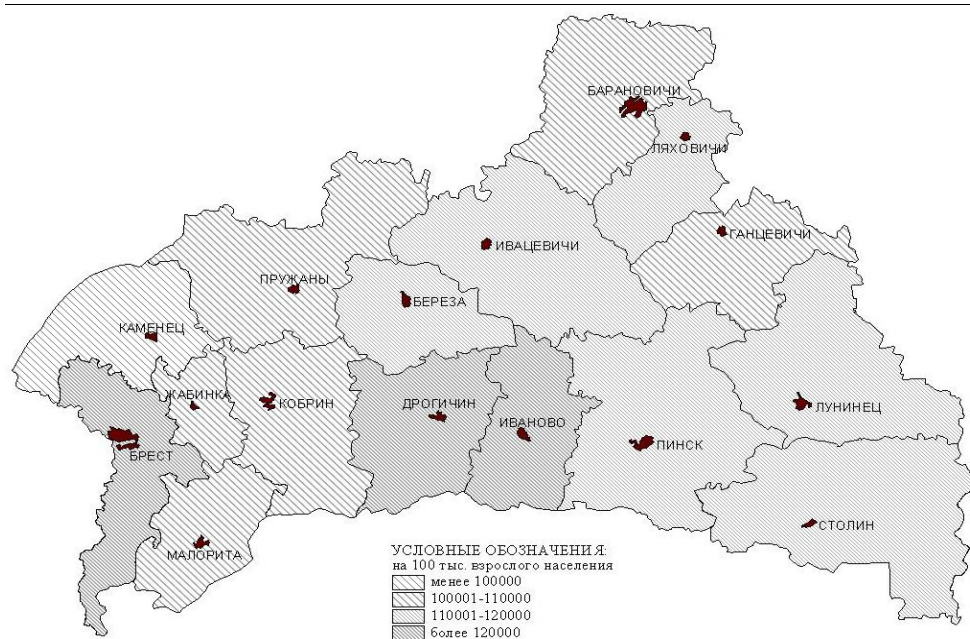 БАРАНОВИЧИ
ЛЯХОВИЧИ
ГАНЦЕВИЧИ
ИВАЦЕВИЧИ
ПРУЖАНЫ
БЕРЕЗА
КАМЕНЕЦ
ЖАБИНКА
КОБРИН
ДРОГИЧИН
ИВАНОВО
ЛУНИНЕЦ
БРЕСТ
ПИНСК
СТОЛИН
МАЛОРИТА
УСЛОВНЫЕ ОБОЗНАЧЕНИЯ:
на 100 тыс. взрослого населения
менее 100000
100001-110000
110001-120000
более 120000